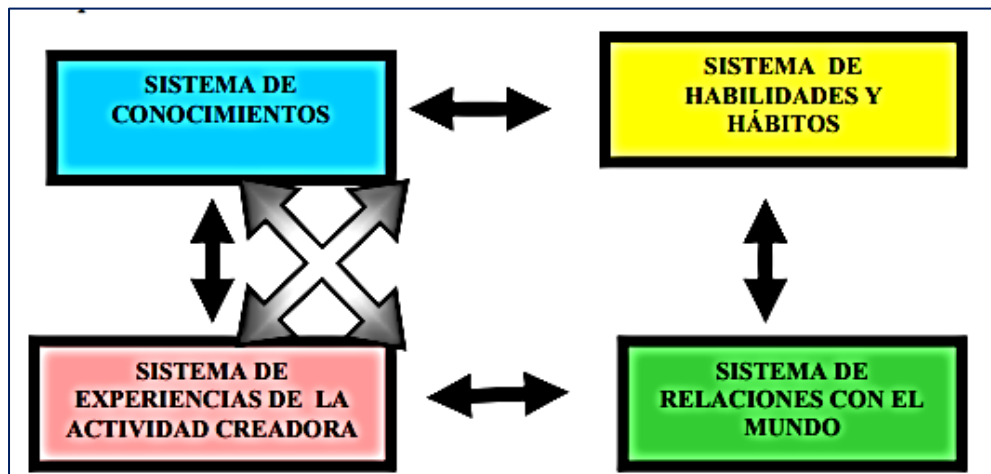 SISTEMA DE
CONOCIMIENTOS
SISTEMA DE
HABILIDADES Y
HÁBITOS
SISTEMA DE
EXPERIENCIAS DE LA
ACTIVIDAD CREADORA
SISTEMA DE
RELACIONES CON EL
MUNDO